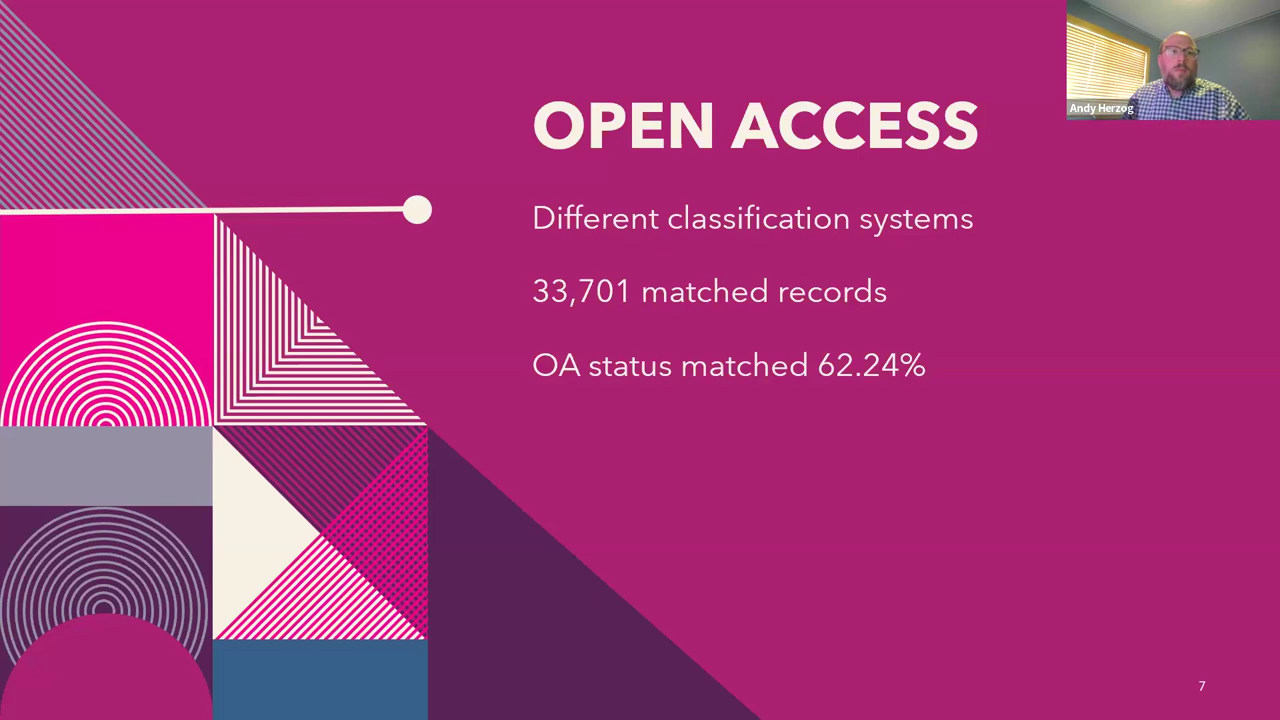 OPEN ACCESS
Different classification systems
33,701 matched records
OA status matched 62.24%
Andy Herzog
7